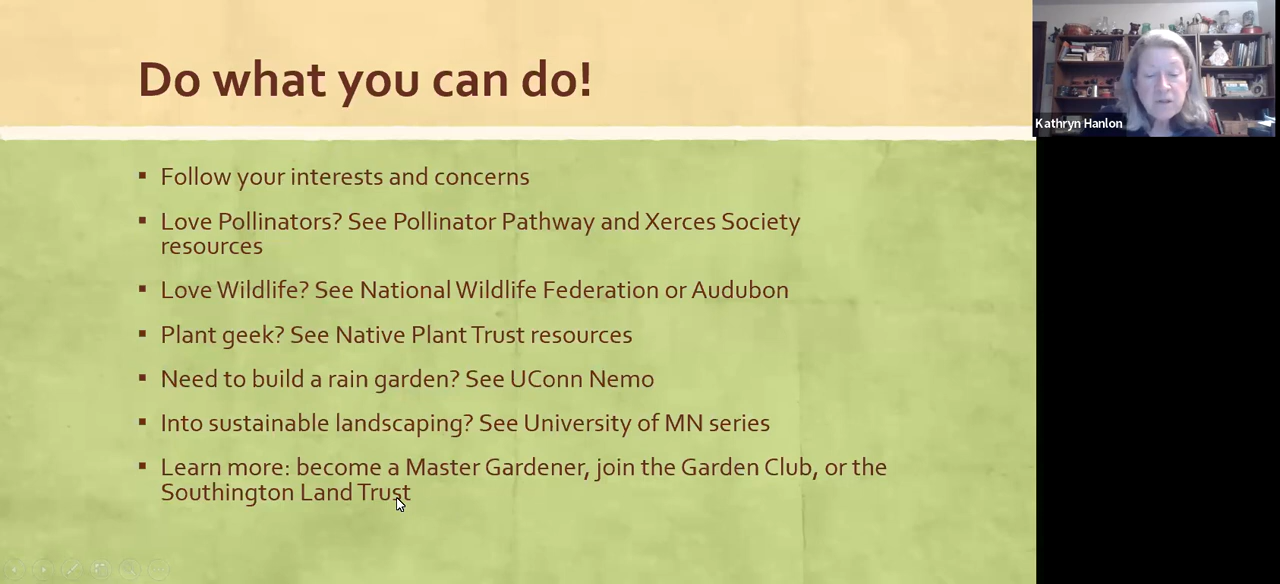 Do what you can do!
Kathryn Hanlon
Follow your interests and concerns
Love Pollinators? See Pollinator Pathway and Xerces Society
resources
Love Wildlife? See National Wildlife Federation or Audubon
Plant geek? See Native Plant Trust resources
Need to build a rain garden? See UConn Nemo
Into sustainable landscaping? See University of MN series
Learn more: become a Master Gardener, join the Garden Club, or the
Southington Land Trust